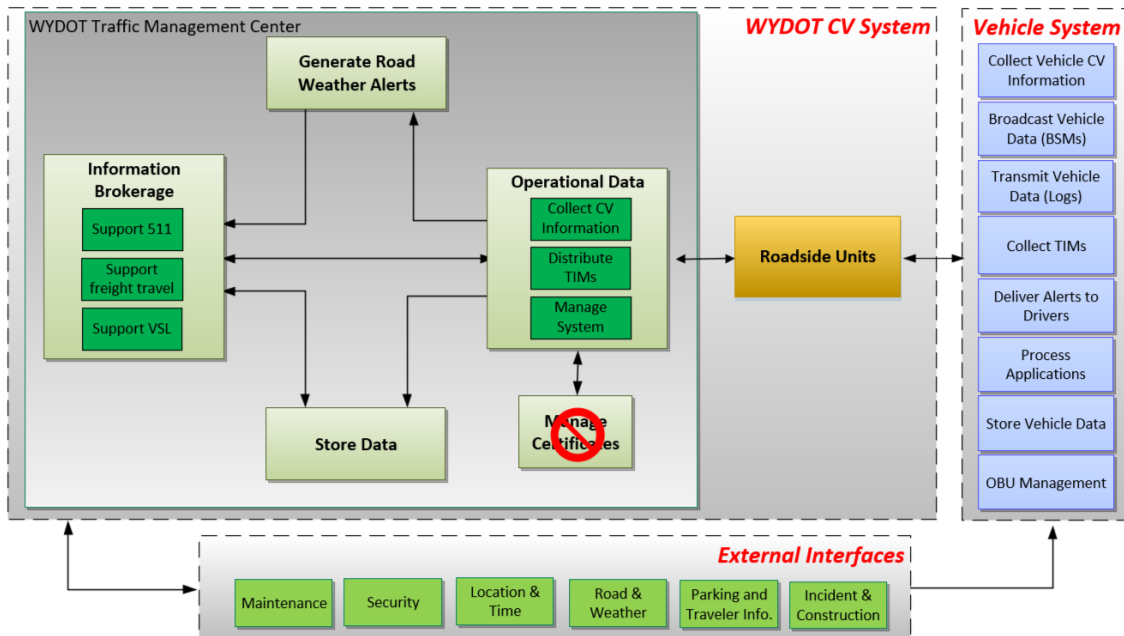 WYDOT Traffic Management Center
WYDOT CV System
Vehicle System
Generate Road
Weather Alerts
Information
Brokerage
Support 511
Support
freight travel
Support VSL
Operational Data
Collect CV
Information
Distribute
TIMs
Manage
System
Store Data
Manage
Certificates
Roadside Units
Collect Vehicle CV
Information
Broadcast Vehicle
Data (BSMs)
Transmit Vehicle
Data (Logs)
Collect TIMs
Deliver Alerts to
Drivers
Process
Applications
Store Vehicle Data
OBU Management
External Interfaces
Maintenance
Security
Location &
Time
Road &
Weather
Parking and
Traveler Info.
Incident &
Construction